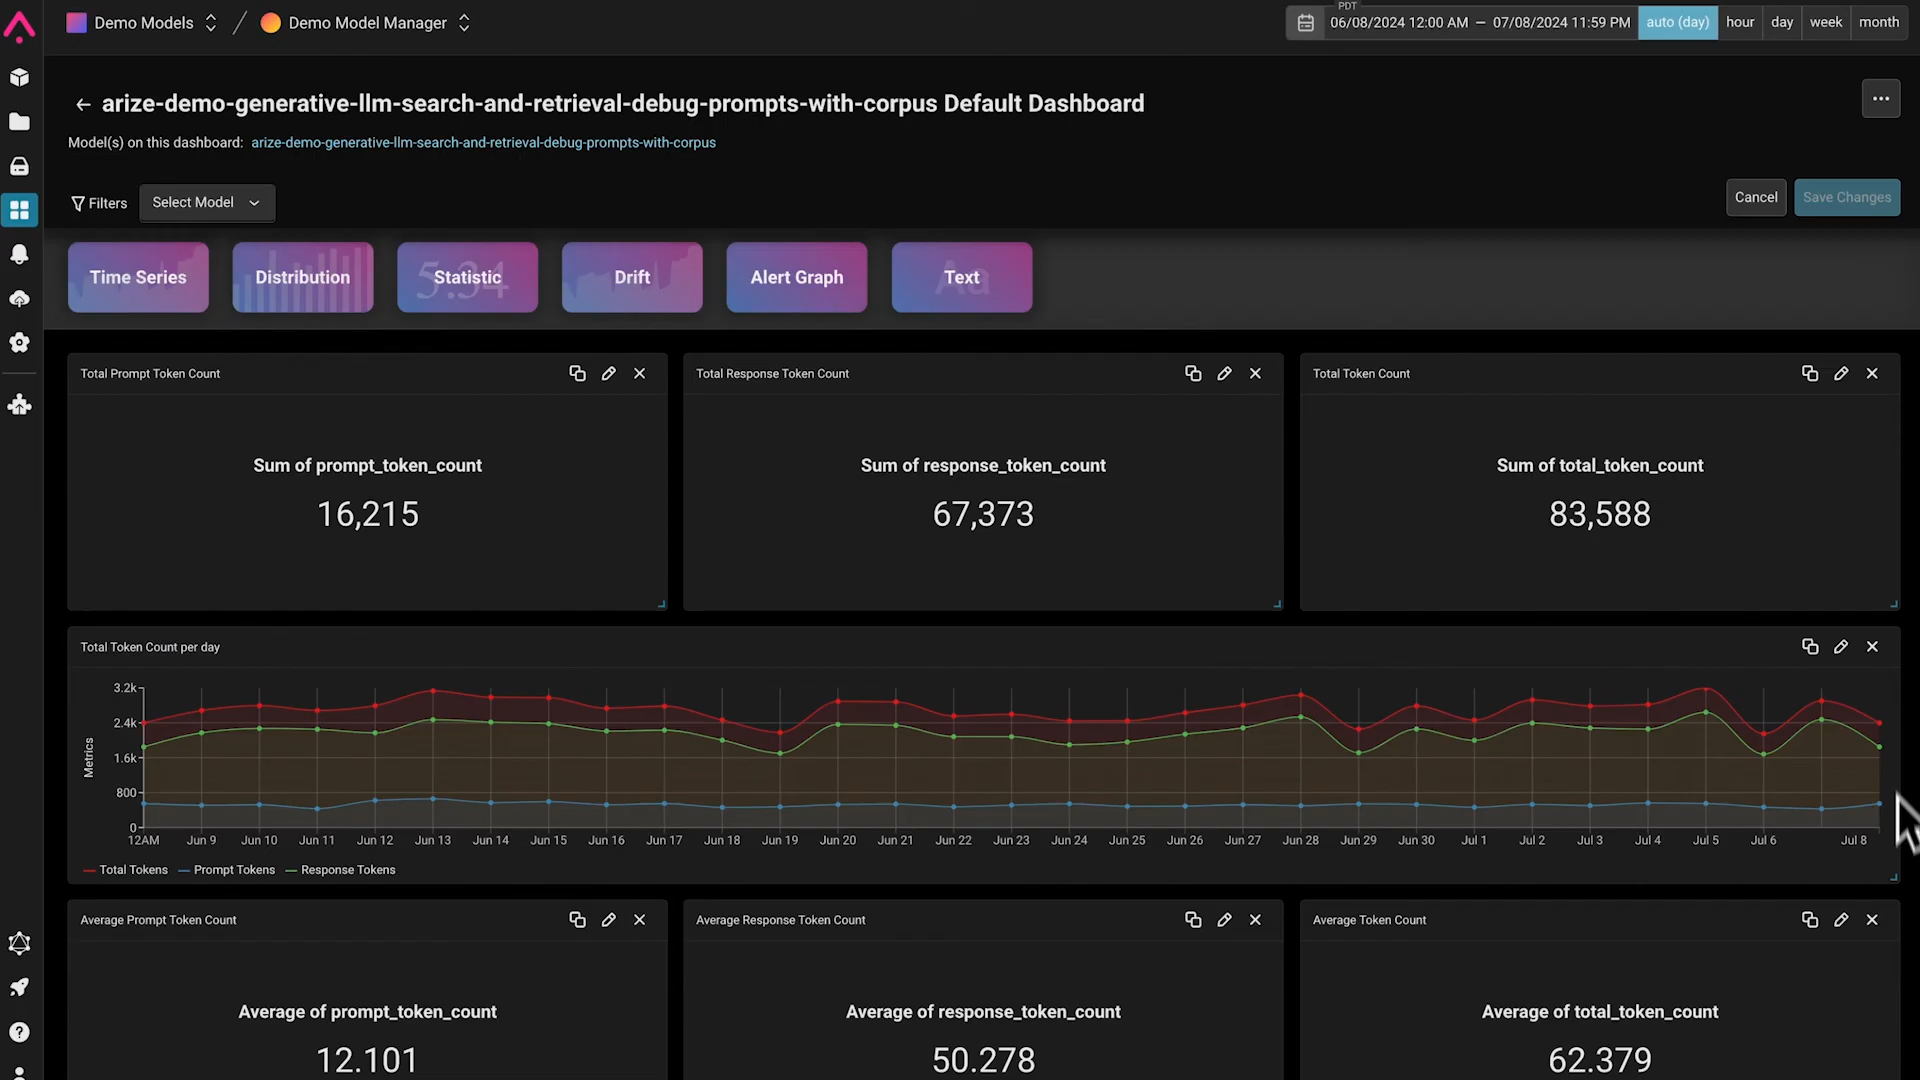 Demo Models / Demo Model Manager
PDT
06/08/2024 12:00 AM — 07/08/2024 11:59 PM auto (day) hour day week month
arize-demo-generative-llm-search-and-retrieval-debug-prompts-with-corpus Default Dashboard
Model(s) on this dashboard: arize-demo-generative-llm-search-and-retrieval-debug-prompts-with-corpus
Filters Select Model Cancel Save Changes
Time Series Distribution Statistic Drift Alert Graph Text
5.34 Aa
Total Prompt Token Count Total Response Token Count Total Token Count
Sum of prompt_token_count Sum of response_token_count Sum of total_token_count
16,215 67,373 83,588
Total Token Count per day
3.2k
2.4k
1.6k
800
0
Metrics
12AM Jun 9 Jun 10 Jun 11 Jun 12 Jun 13 Jun 14 Jun 15 Jun 16 Jun 17 Jun 18 Jun 19 Jun 20 Jun 21 Jun 22 Jun 23 Jun 24 Jun 25 Jun 26 Jun 27 Jun 28 Jun 29 Jun 30 Jul 1 Jul 2 Jul 3 Jul 4 Jul 5 Jul 6 Jul 8
Total Tokens Prompt Tokens Response Tokens
Average Prompt Token Count Average Response Token Count Average Token Count
Average of prompt_token_count Average of response_token_count Average of total_token_count
12.101 50.278 62.379